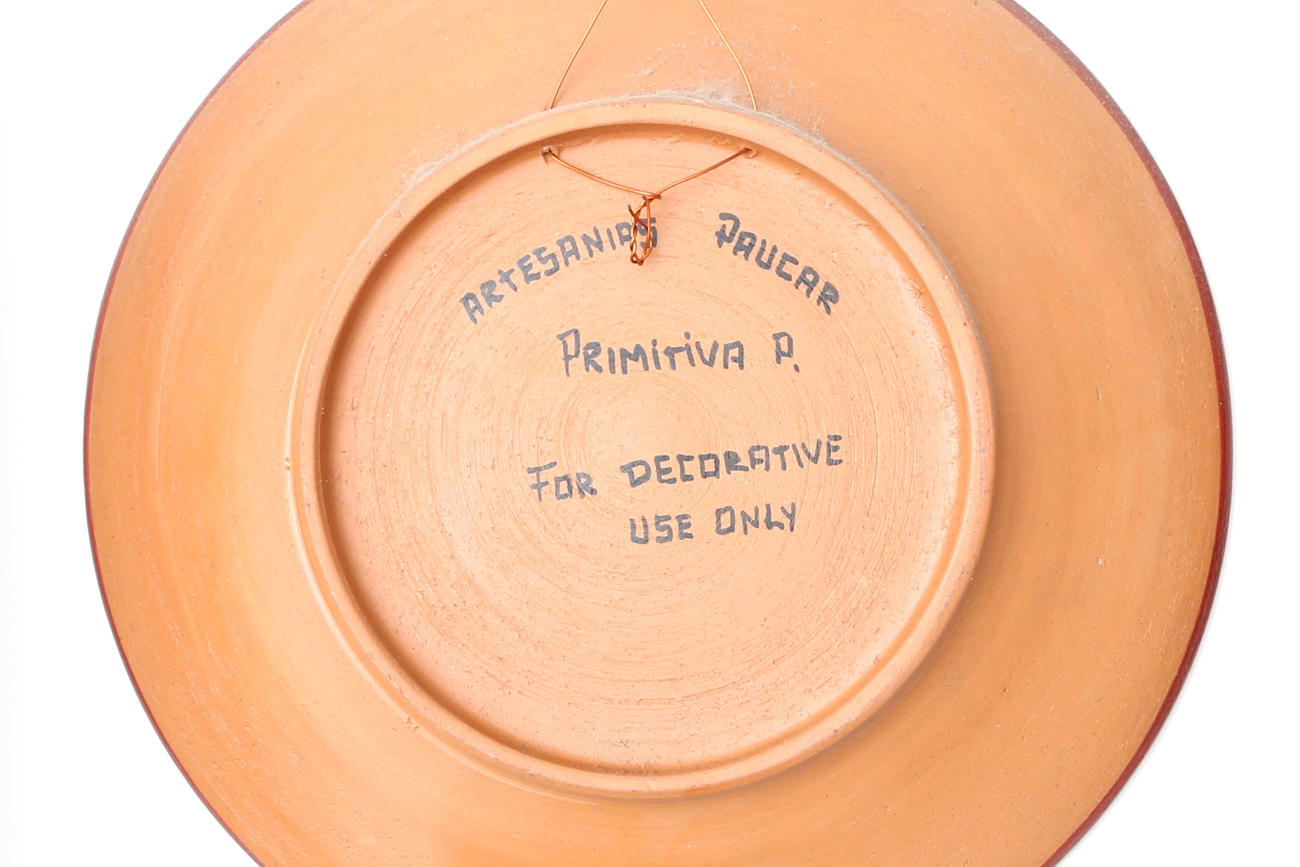 ARTESANIAS PAUCAR
PRIMITIVA P.
FOR DECORATIVE
USE ONLY